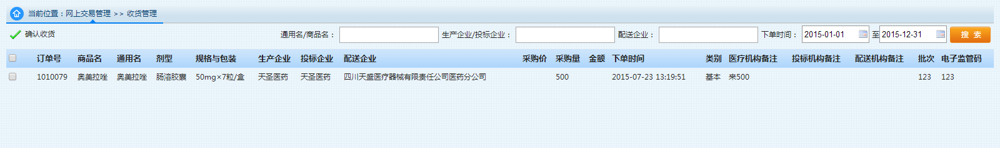 当前位置：网上交易管理 >> 收货管理
确认收货 通用名/商品名： 生产企业/投标企业： 配送企业： 下单时间： 2015-01-01 至 2015-12-31 搜 索
订单号 商品名 通用名 剂型 规格与包装 生产企业 投标企业 配送企业 采购价 采购量 金额 下单时间 类别 医疗机构备注 投标机构备注 配送机构备注 批次 电子监管码
1010079 奥美拉唑 奥美拉唑 肠溶胶囊 50mg×7粒/盒 天圣医药 天圣医药 四川天盛医疗器械有限责任公司医药分公司 500 2015-07-23 13:19:51 基本 来500 123 123